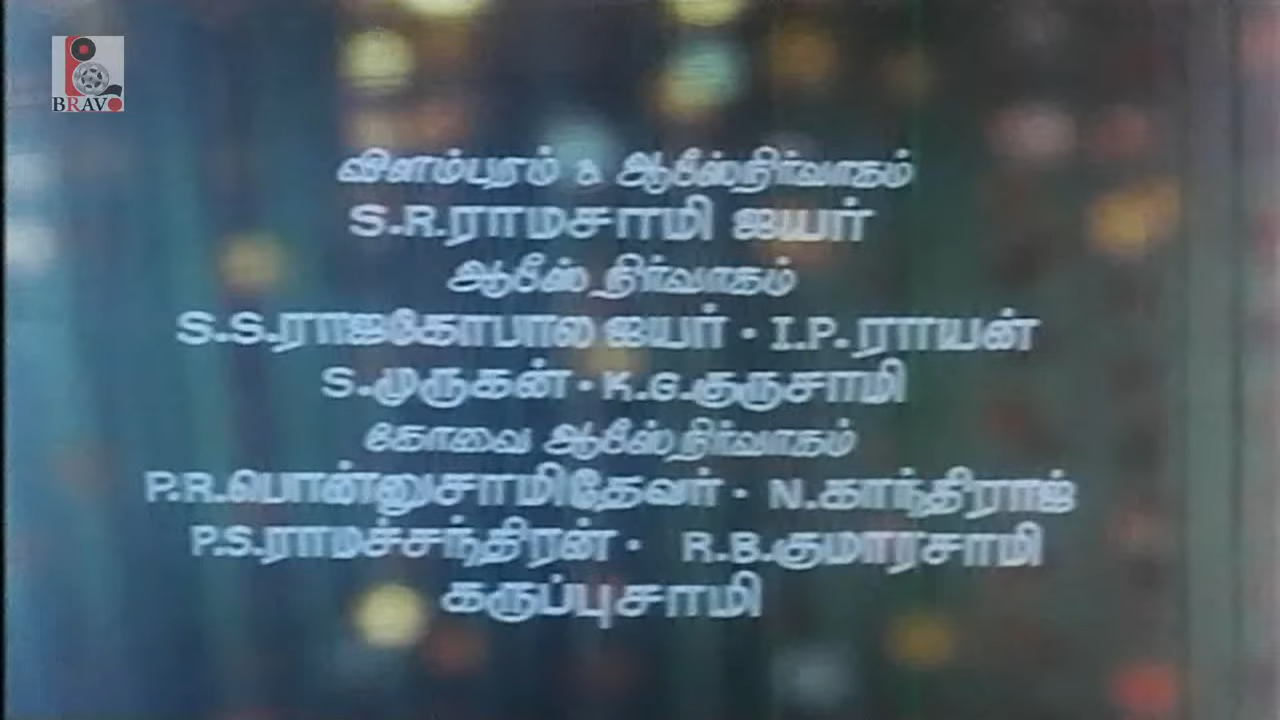 BRAVO
விளம்பரம் & ஆபீஸ்நிர்வாகம்
S.R.ராமசாமி ஐயர்
ஆபீஸ் நிர்வாகம்
S.S.ராஜகோபால ஐயர் • I.P.ராயன்
S.முருகன் • K.G.குருசாமி
கோவை ஆபீஸ்நிர்வாகம்
P.R.பொன்னுசாமிதேவர் • N.காந்திராஜ்
P.S.ராமச்சந்திரன் • R.B.குமாரசாமி
கருப்புசாமி